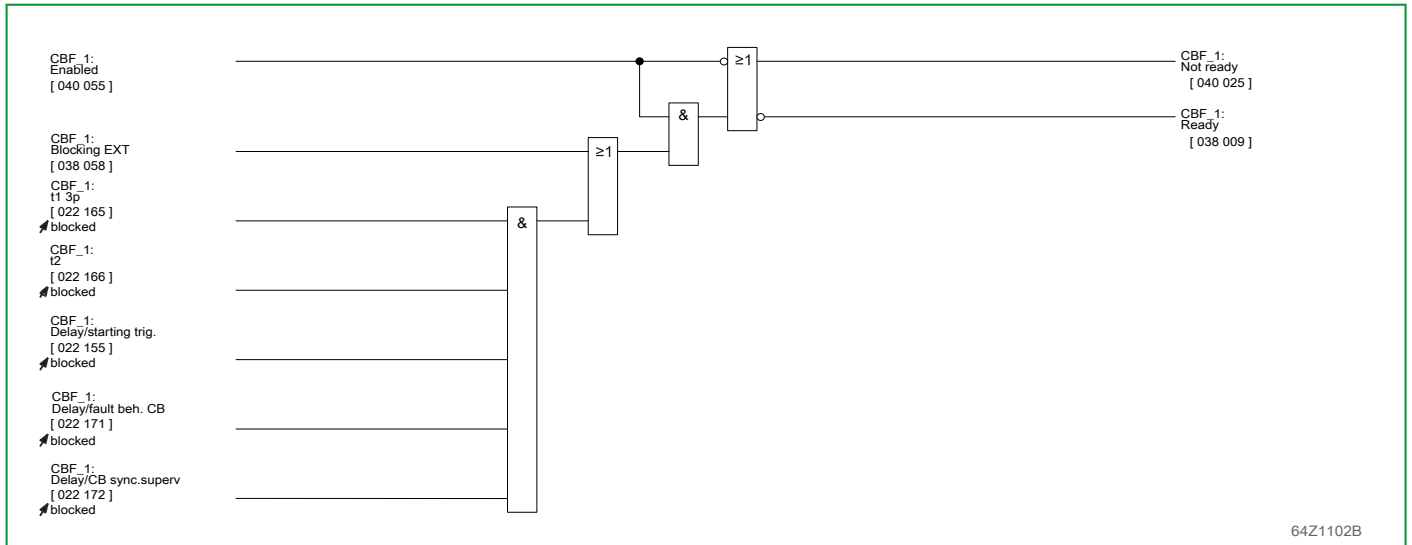 CBF_1:
Enabled
[ 040 055 ]
CBF_1:
Blocking EXT
[ 038 058 ]
CBF_1:
t1 3p
[ 022 165 ]
blocked
CBF_1:
t2
[ 022 166 ]
blocked
CBF_1:
Delay/starting trig.
[ 022 155 ]
blocked
CBF_1:
Delay/fault beh. CB
[ 022 171 ]
blocked
CBF_1:
Delay/CB sync.superv
[ 022 172 ]
blocked
&
≥1
&
≥1
CBF_1:
Not ready
[ 040 025 ]
CBF_1:
Ready
[ 038 009 ]
64Z1102B